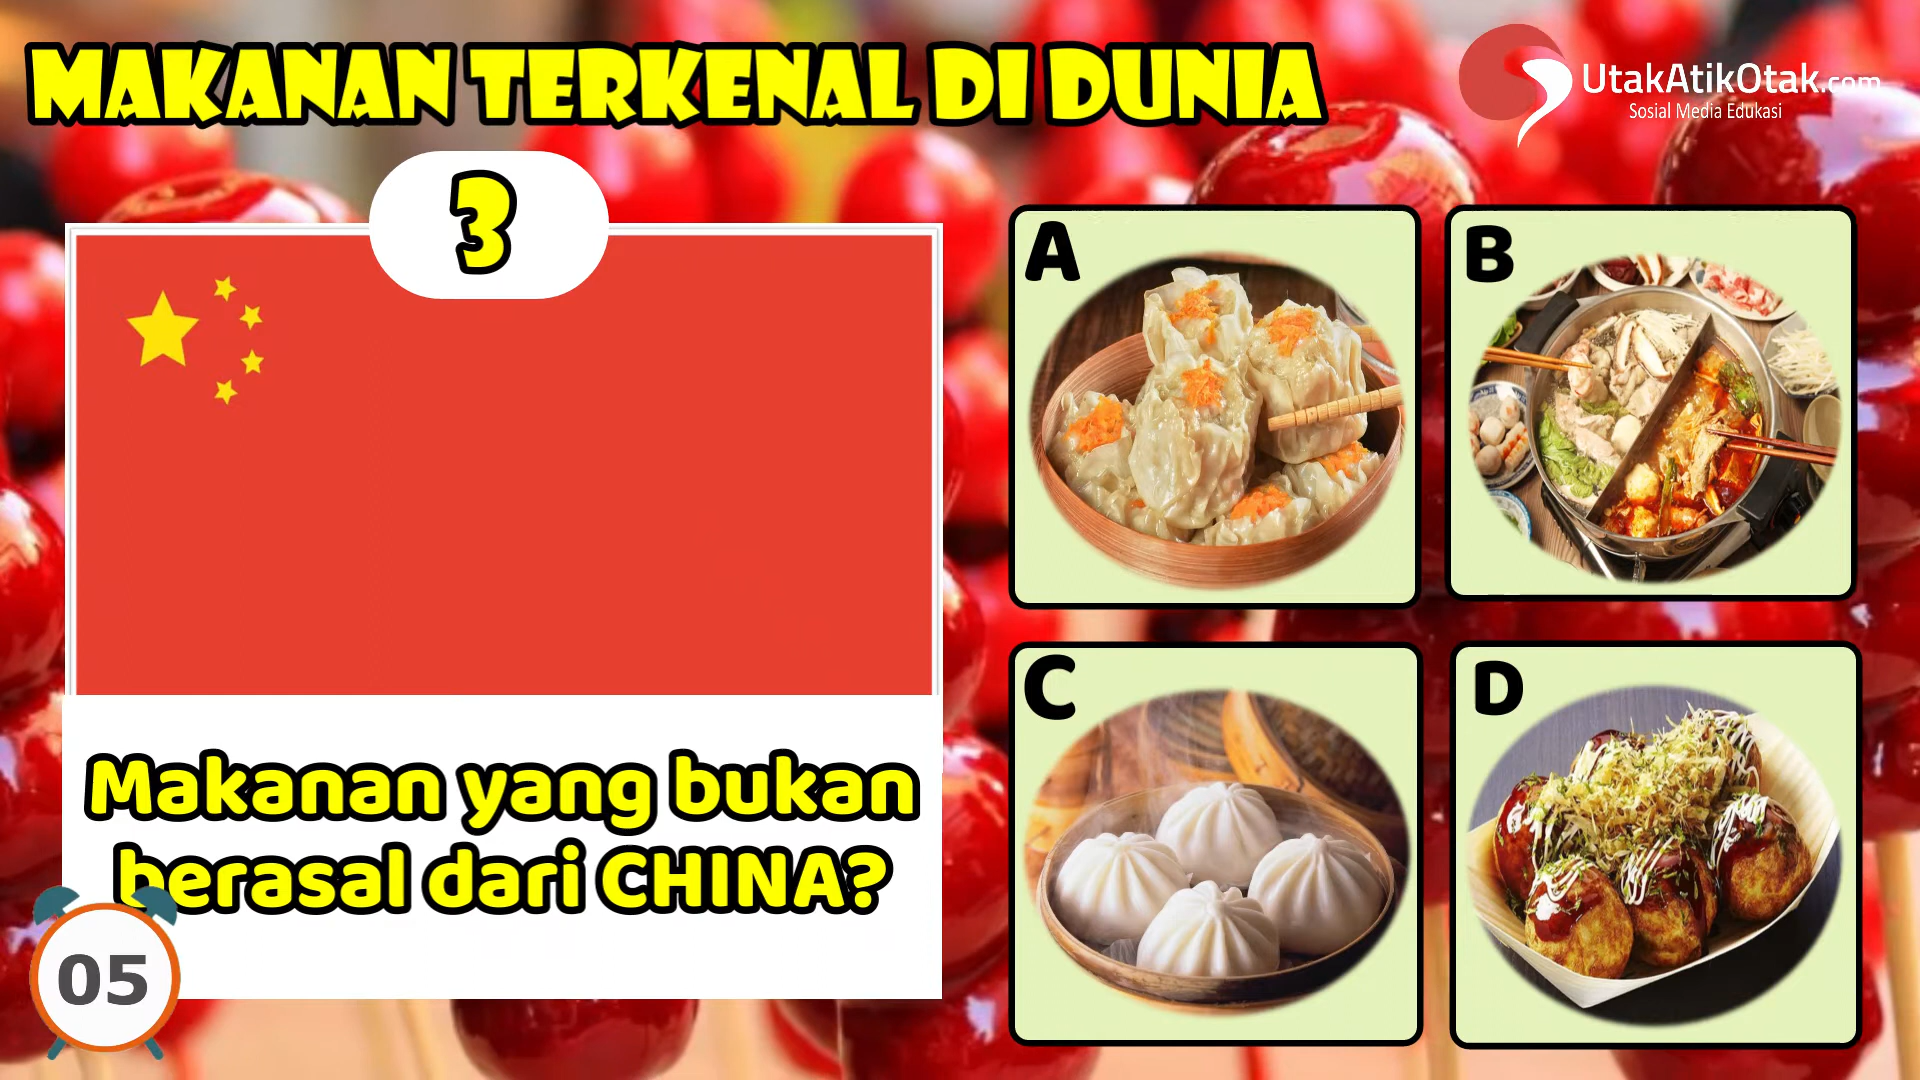 MAKANAN TERKENAL DI DUNIA
UtakAtikOtak.com
Sosial Media Edukasi
3
A
B
Makanan yang bukan
berasal dari CHINA?
05
C
D